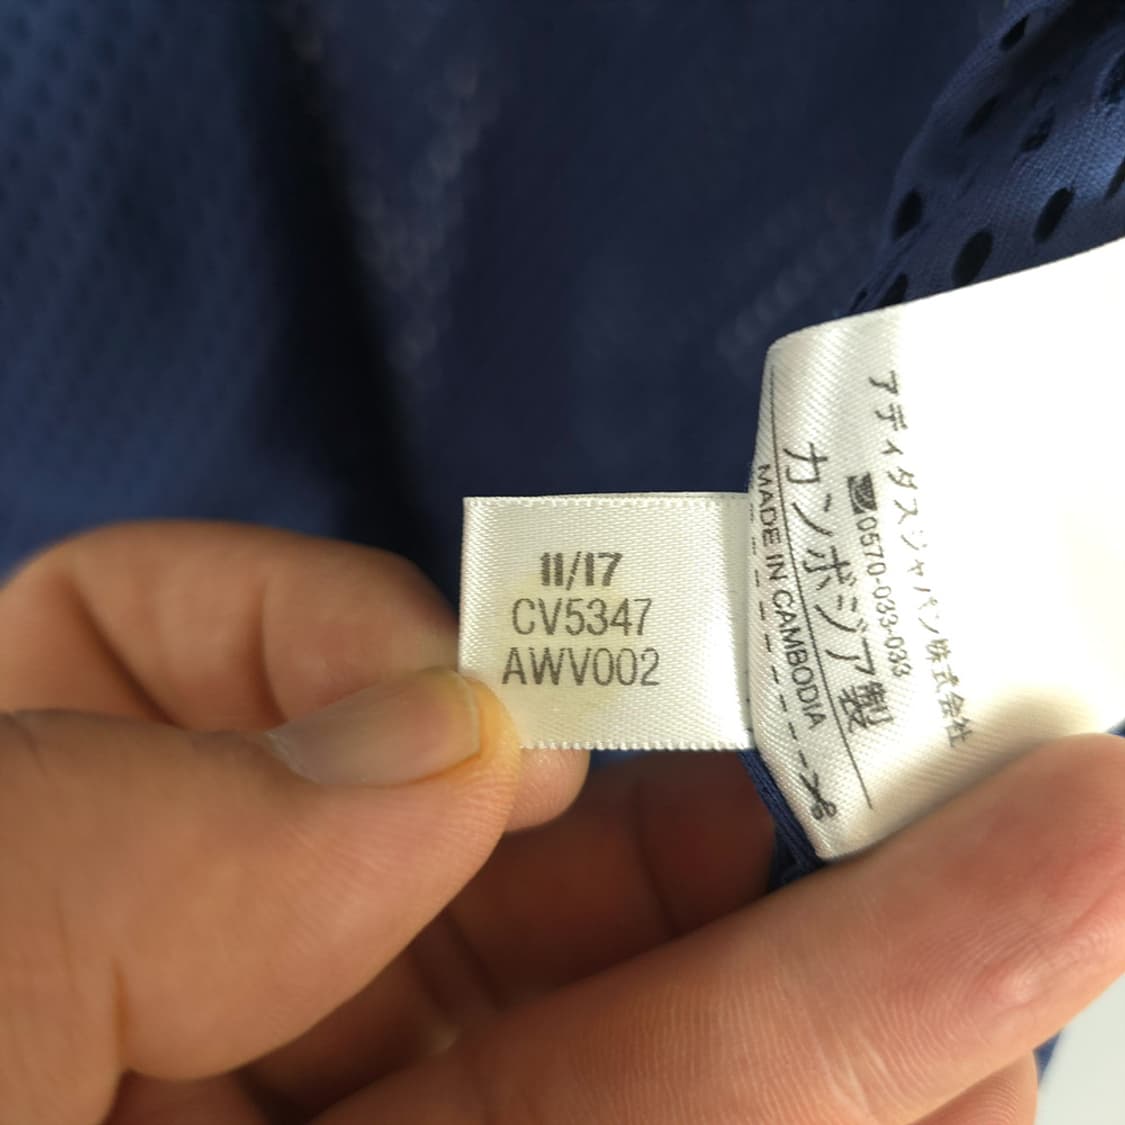 11/17
CV5347
AWV002
アディダスジャパン株式会社
0570-033-033
カンボジア製
MADE IN CAMBODIA